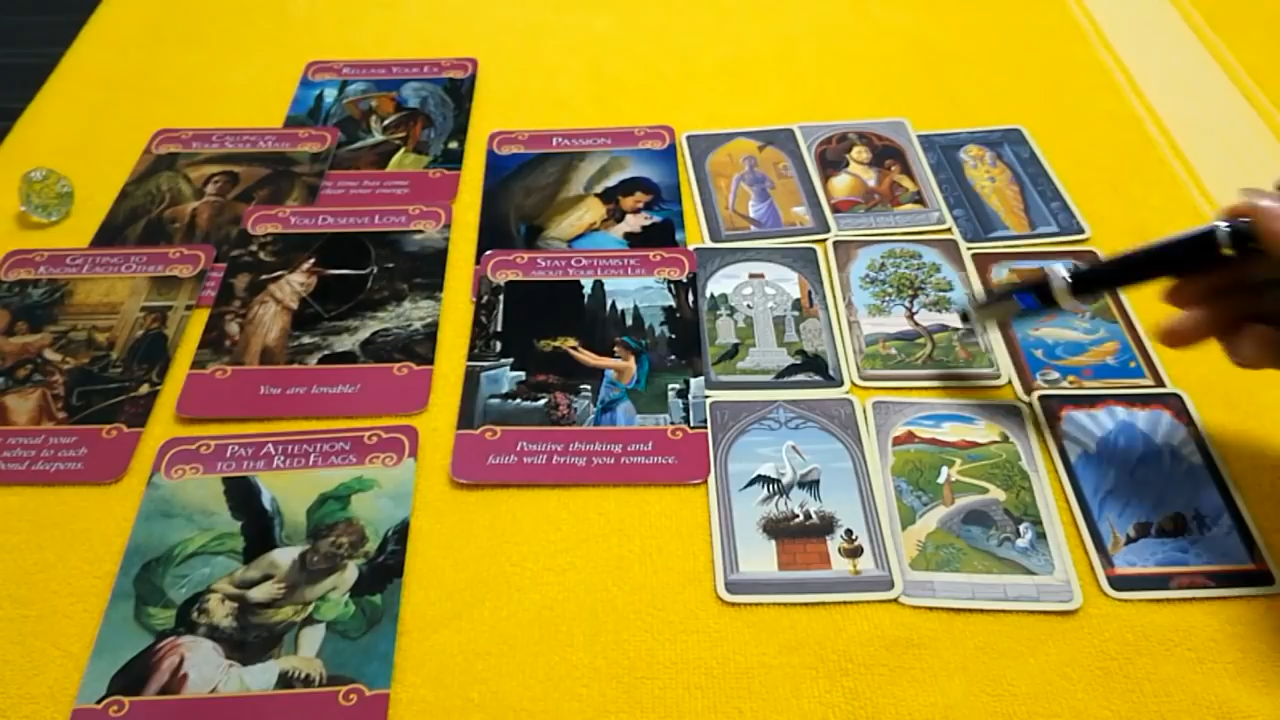 RELEASE YOUR EX
time has come
clear your energy.
CALLING IN
YOUR SOUL MATE
YOU DESERVE LOVE
You are lovable!
GETTING TO
KNOW EACH OTHER
reveal your
selves to each
bond deepens.
PAY ATTENTION
TO THE RED FLAGS
PASSION
STAY OPTIMISTIC
ABOUT YOUR LOVE LIFE
Positive thinking and
faith will bring you romance.
17
17